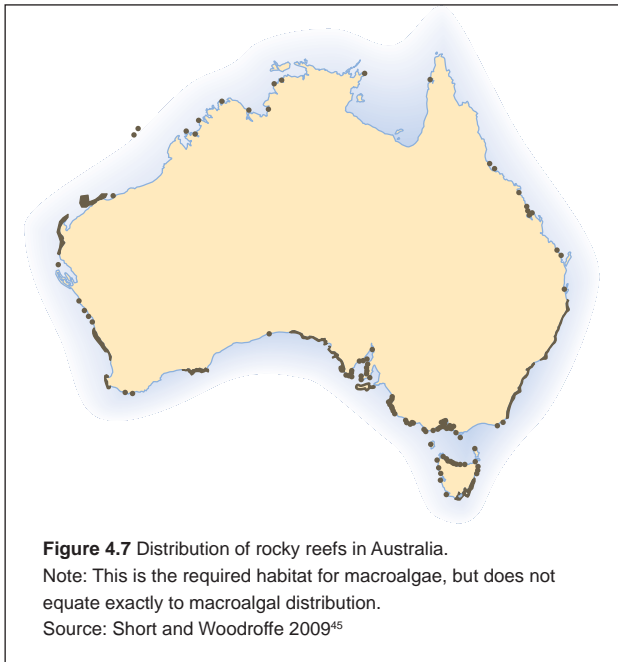 Figure 4.7 Distribution of rocky reefs in Australia.
Note: This is the required habitat for macroalgae, but does not
equate exactly to macroalgal distribution.
Source: Short and Woodroffe 2009⁴⁵